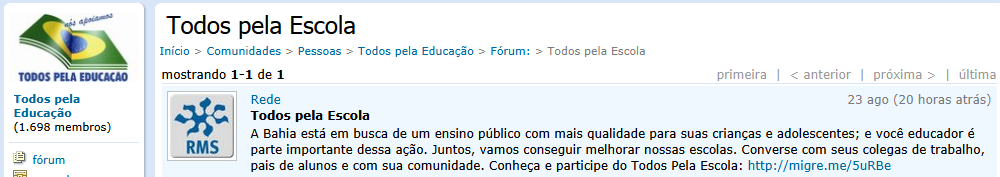 nós apoiamos
TODOS PELA EDUCAÇÃO
Todos pela
Educação
(1.698 membros)
fórum
Todos pela Escola
Início > Comunidades > Pessoas > Todos pela Educação > Fórum: > Todos pela Escola
mostrando 1-1 de 1
primeira | < anterior | próxima > | última
RMS
Rede
23 ago (20 horas atrás)
Todos pela Escola
A Bahia está em busca de um ensino público com mais qualidade para suas crianças e adolescentes; e você educador é
parte importante dessa ação. Juntos, vamos conseguir melhorar nossas escolas. Converse com seus colegas de trabalho,
pais de alunos e com sua comunidade. Conheça e participe do Todos Pela Escola: http://migre.me/5uRBe